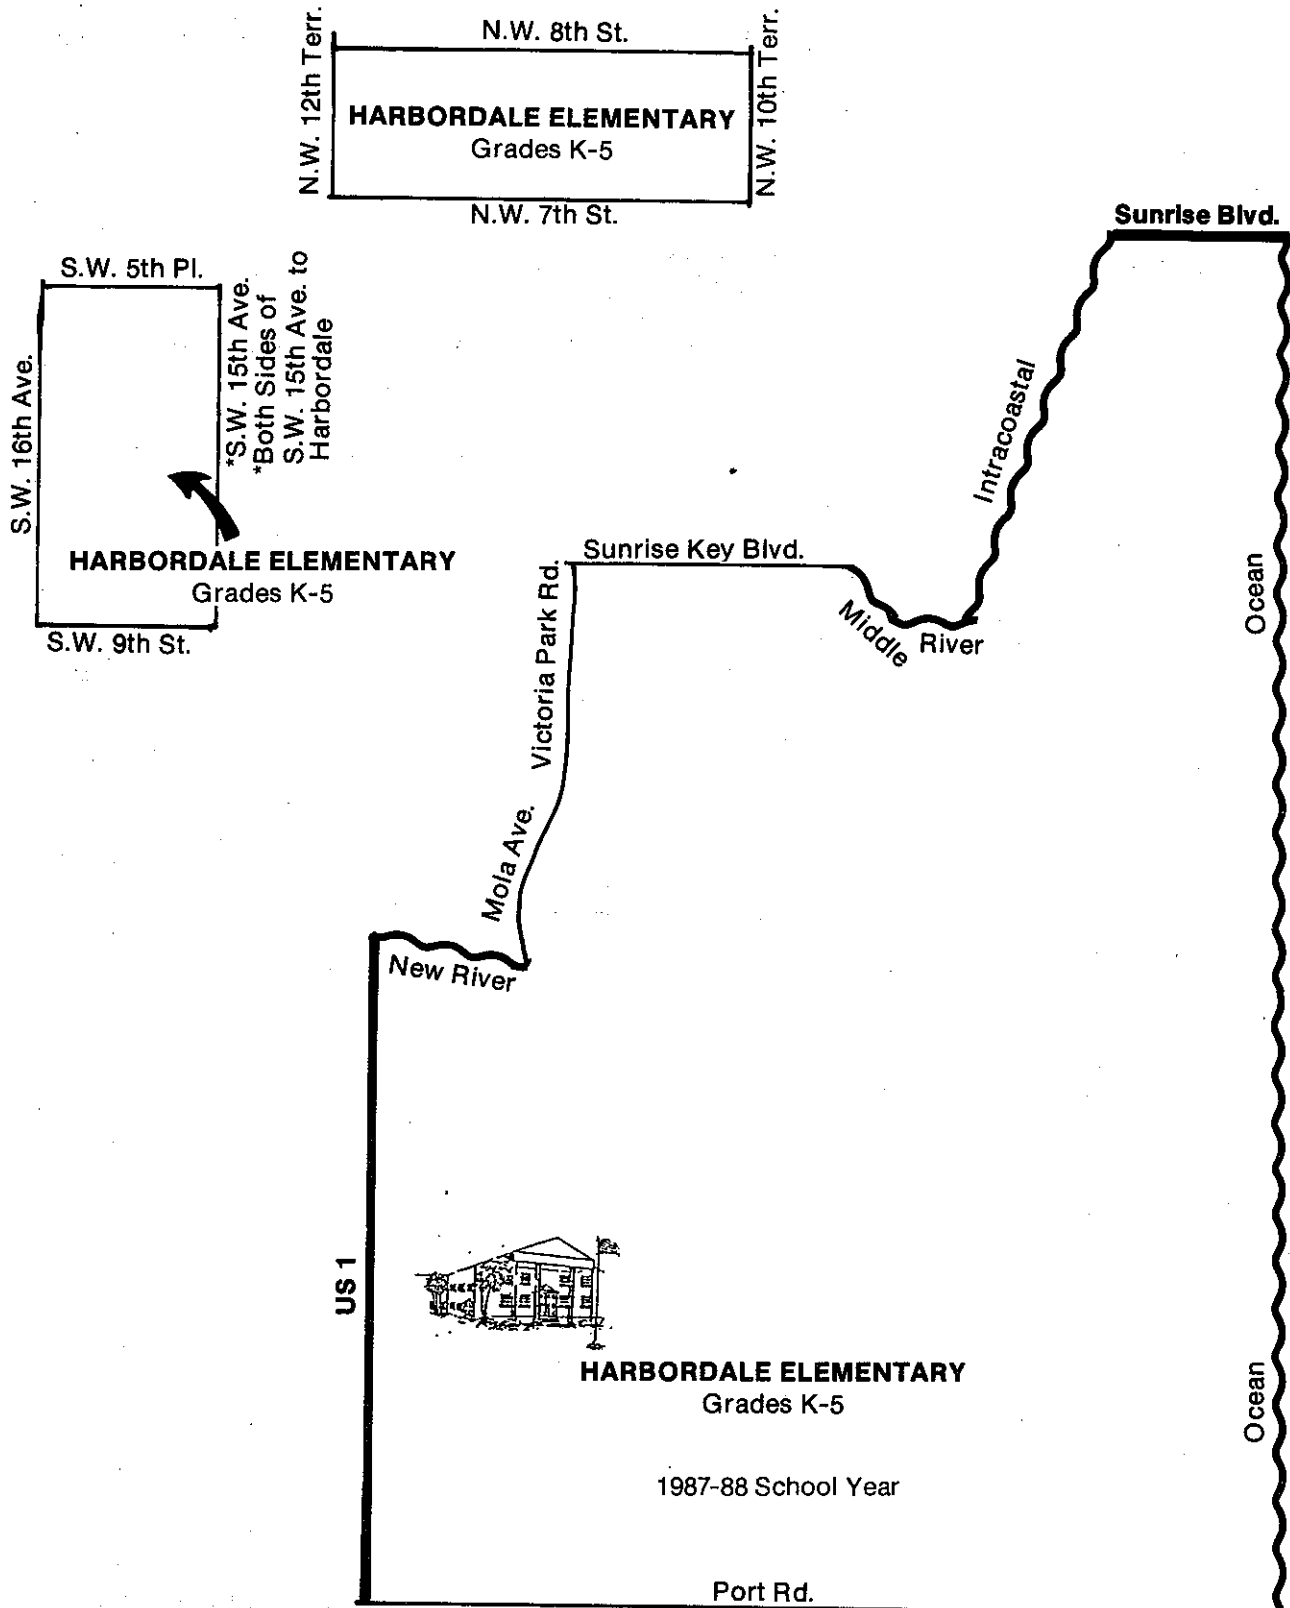 N.W. 8th St.
N.W. 12th Terr.
N.W. 10th Terr.
HARBORDALE ELEMENTARY
Grades K-5
N.W. 7th St.
Sunrise Blvd.
S.W. 5th Pl.
S.W. 16th Ave.
*S.W. 15th Ave.
*Both Sides of
S.W. 15th Ave. to
Harbordale
HARBORDALE ELEMENTARY
Grades K-5
S.W. 9th St.
Intracoastal
Sunrise Key Blvd.
Middle
River
Ocean
Victoria Park Rd.
Mola Ave.
New River
US 1
HARBORDALE ELEMENTARY
Grades K-5
Ocean
1987-88 School Year
Port Rd.